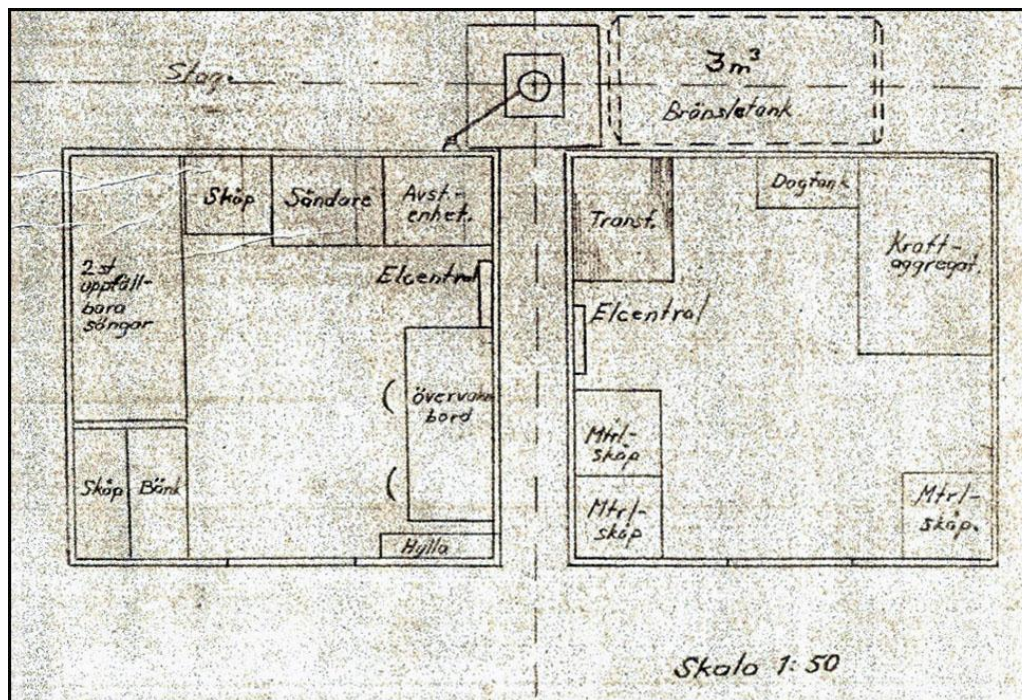 Stag.
3m³
Bränsletank
Skåp
Sändare
Avst.-
enhet.
2 st
uppfäll-
bara
sängar
Elcentral
övervakn
bord
Skåp
Bänk
Hylla
Transf.
Dagtank
Kraft-
aggregat.
Elcentral
Mtrl-
skåp
Mtrl-
skåp
Mtrl-
skåp.
Skala 1:50